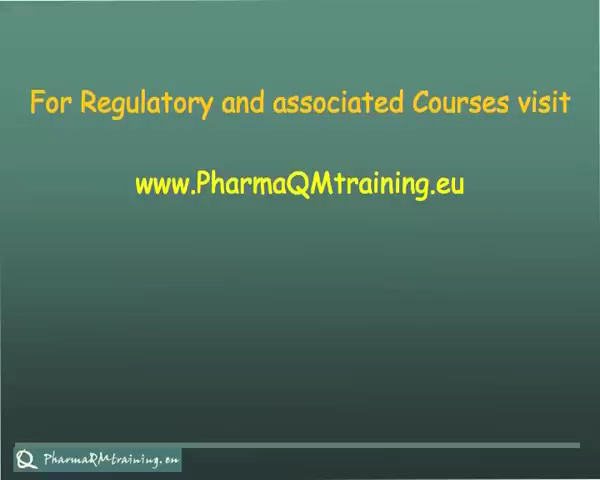 For Regulatory and associated Courses visit
www.PharmaQMtraining.eu
Q PharmaQMtraining.eu